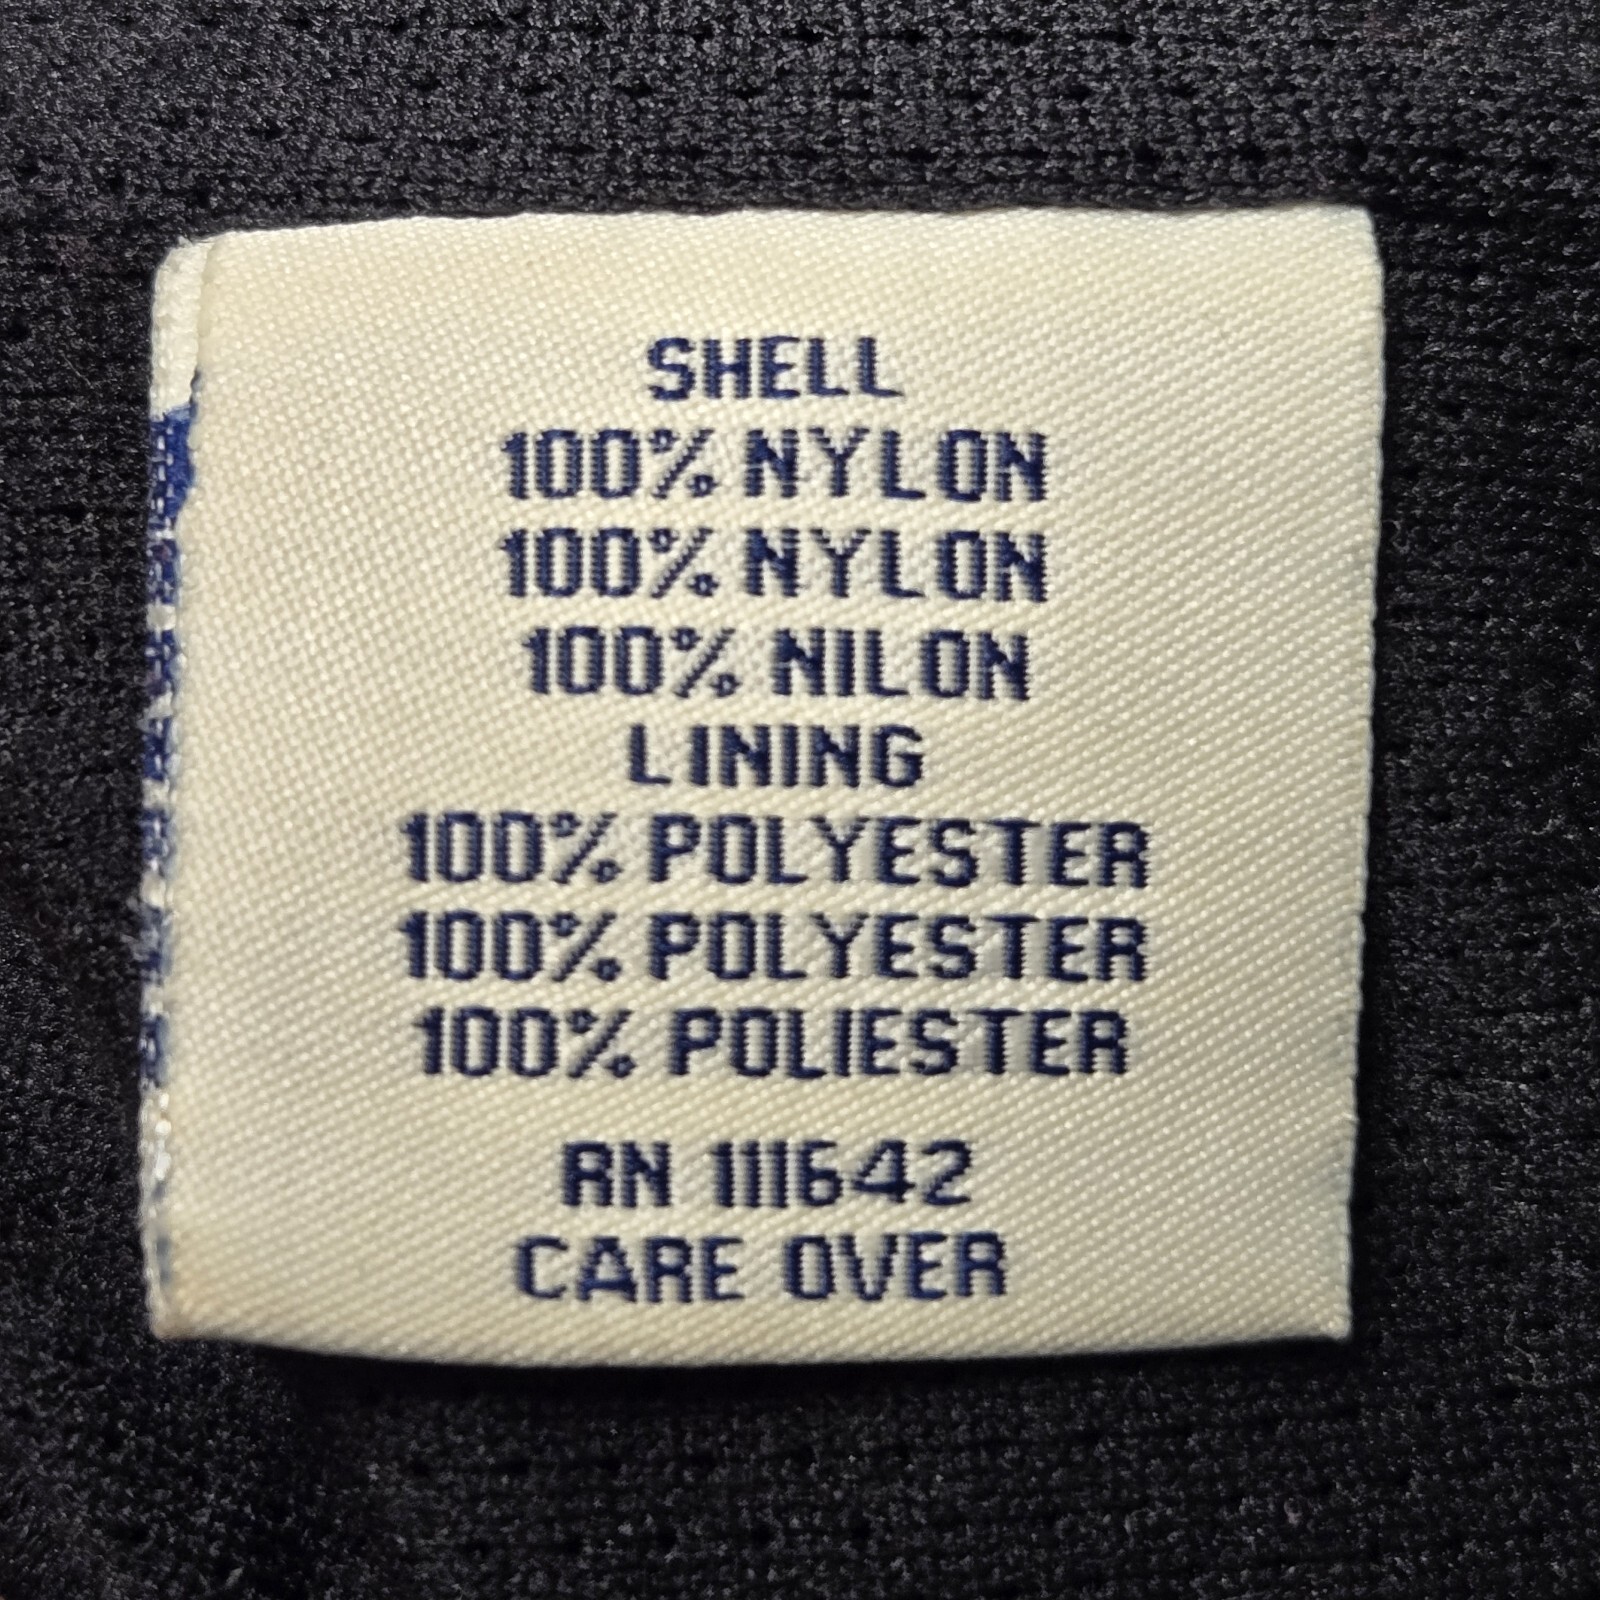 SHELL
100% NYLON
100% NYLON
100% NILON
LINING
100% POLYESTER
100% POLYESTER
100% POLIESTER
RN 111642
CARE OVER